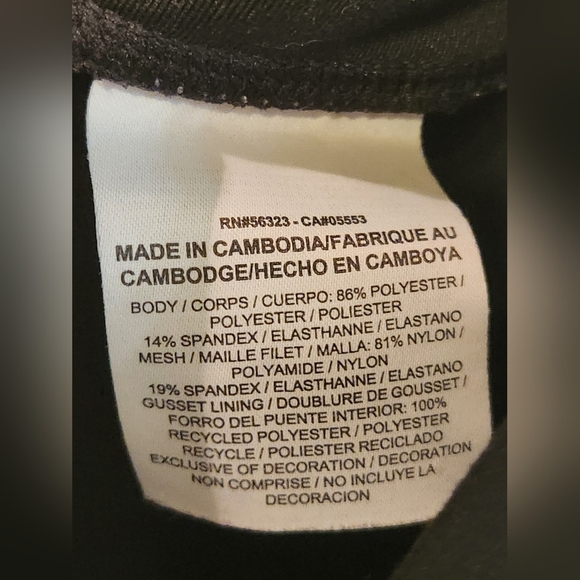 RN#56323 - CA#05553
MADE IN CAMBODIA/FABRIQUE AU
CAMBODGE/HECHO EN CAMBOYA
BODY / CORPS / CUERPO: 86% POLYESTER /
POLYESTER / POLIESTER
14% SPANDEX / ELASTHANNE / ELASTANO
MESH / MAILLE FILET / MALLA: 81% NYLON /
POLYAMIDE / NYLON
19% SPANDEX / ELASTHANNE / ELASTANO
GUSSET LINING / DOUBLURE DE GOUSSET /
FORRO DEL PUENTE INTERIOR: 100%
RECYCLED POLYESTER / POLYESTER
RECYCLE / POLIESTER RECICLADO
EXCLUSIVE OF DECORATION / DECORATION
NON COMPRISE / NO INCLUYE LA
DECORACION